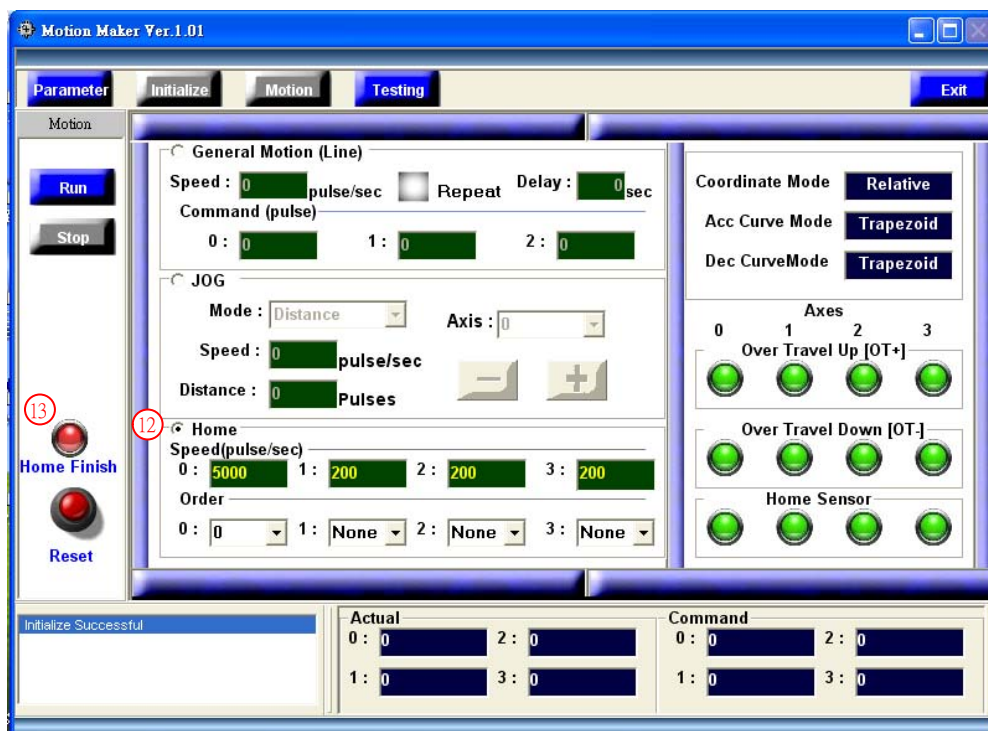 Motion Maker Ver.1.01
Parameter Initialize Motion Testing Exit
Motion
Run
Stop
13
Home Finish
Reset
General Motion (Line)
Speed : 0 pulse/sec Repeat Delay : 0 sec
Command (pulse)
0 : 0 1 : 0 2 : 0
JOG
Mode : Distance Axis : 0
Speed : 0 pulse/sec
Distance : 0 Pulses
12 Home
Speed(pulse/sec)
0 : 5000 1 : 200 2 : 200 3 : 200
Order
0 : 0 1 : None 2 : None 3 : None
Coordinate Mode Relative
Acc Curve Mode Trapezoid
Dec CurveMode Trapezoid
Axes
0 1 2 3
Over Travel Up [OT+]
Over Travel Down [OT-]
Home Sensor
Initialize Successful
Actual
0 : 0 2 : 0
1 : 0 3 : 0
Command
0 : 0 2 : 0
1 : 0 3 : 0